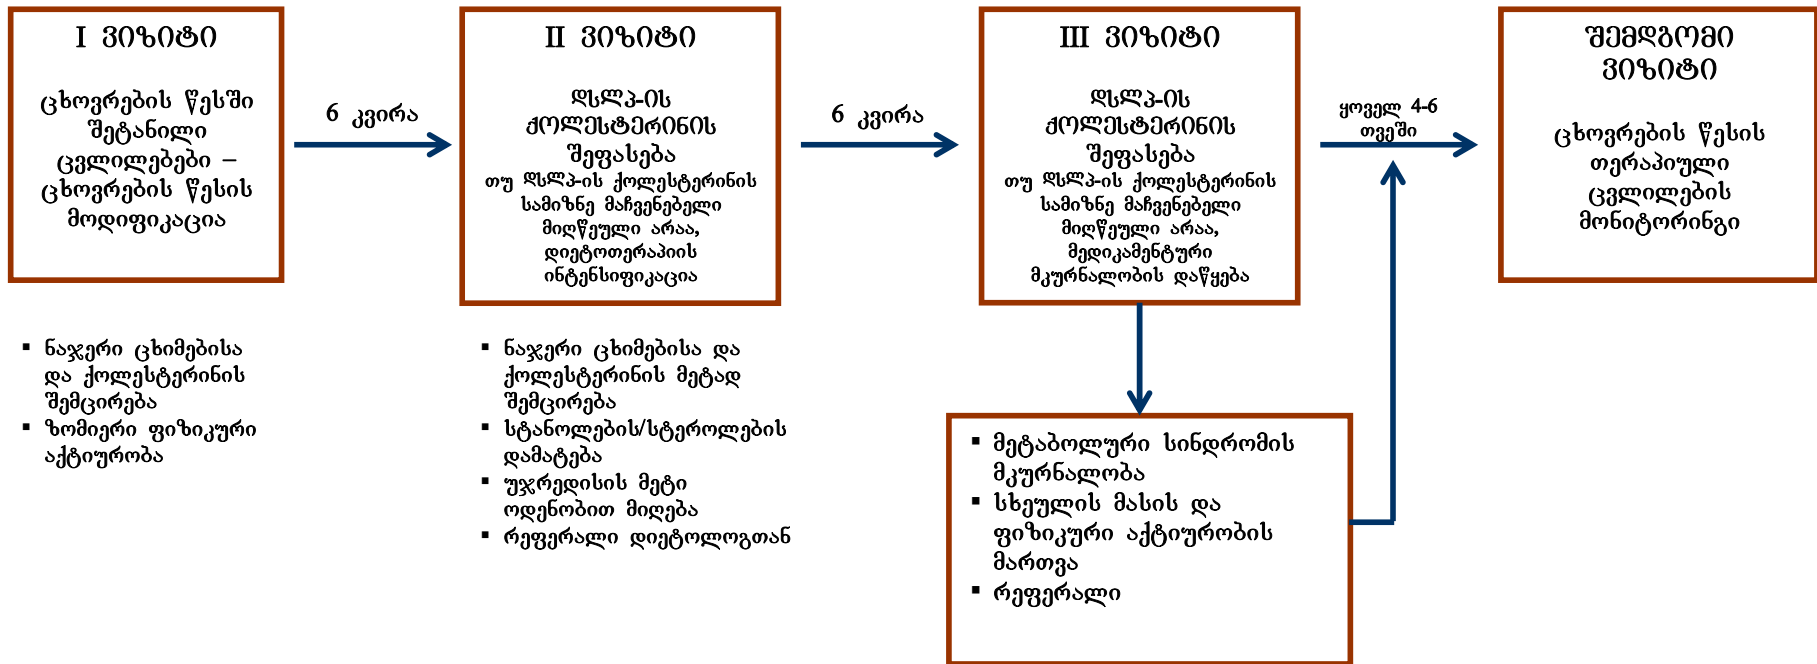 I ვიზიტი
ცხოვრების წესში
შეტანილი
ცვლილებები –
ცხოვრების წესის
მოდიფიკაცია
6 კვირა
II ვიზიტი
დსლპ-ის
ქოლესტერინის
შეფასება
თუ დსლპ-ის ქოლესტერინის
სამიზნე მაჩვენებელი
მიღწეული არაა,
დიეტოთერაპიის
ინტენსიფიკაცია
6 კვირა
III ვიზიტი
დსლპ-ის
ქოლესტერინის
შეფასება
თუ დსლპ-ის ქოლესტერინის
სამიზნე მაჩვენებელი
მიღწეული არაა,
მედიკამენტური
მკურნალობის დაწყება
ყოველ 4-6
თვეში
შემდგომი
ვიზიტი
ცხოვრების წესის
თერაპიული
ცვლილების
მონიტორინგი
▪ ნაჯერი ცხიმებისა
და ქოლესტერინის
შემცირება
▪ ზომიერი ფიზიკური
აქტიურობა
▪ ნაჯერი ცხიმებისა და
ქოლესტერინის მეტად
შემცირება
▪ სტანოლების/სტეროლების
დამატება
▪ უჯრედისის მეტი
ოდენობით მიღება
▪ რეფერალი დიეტოლოგთან
▪ მეტაბოლური სინდრომის
მკურნალობა
▪ სხეულის მასის და
ფიზიკური აქტიურობის
მართვა
▪ რეფერალი